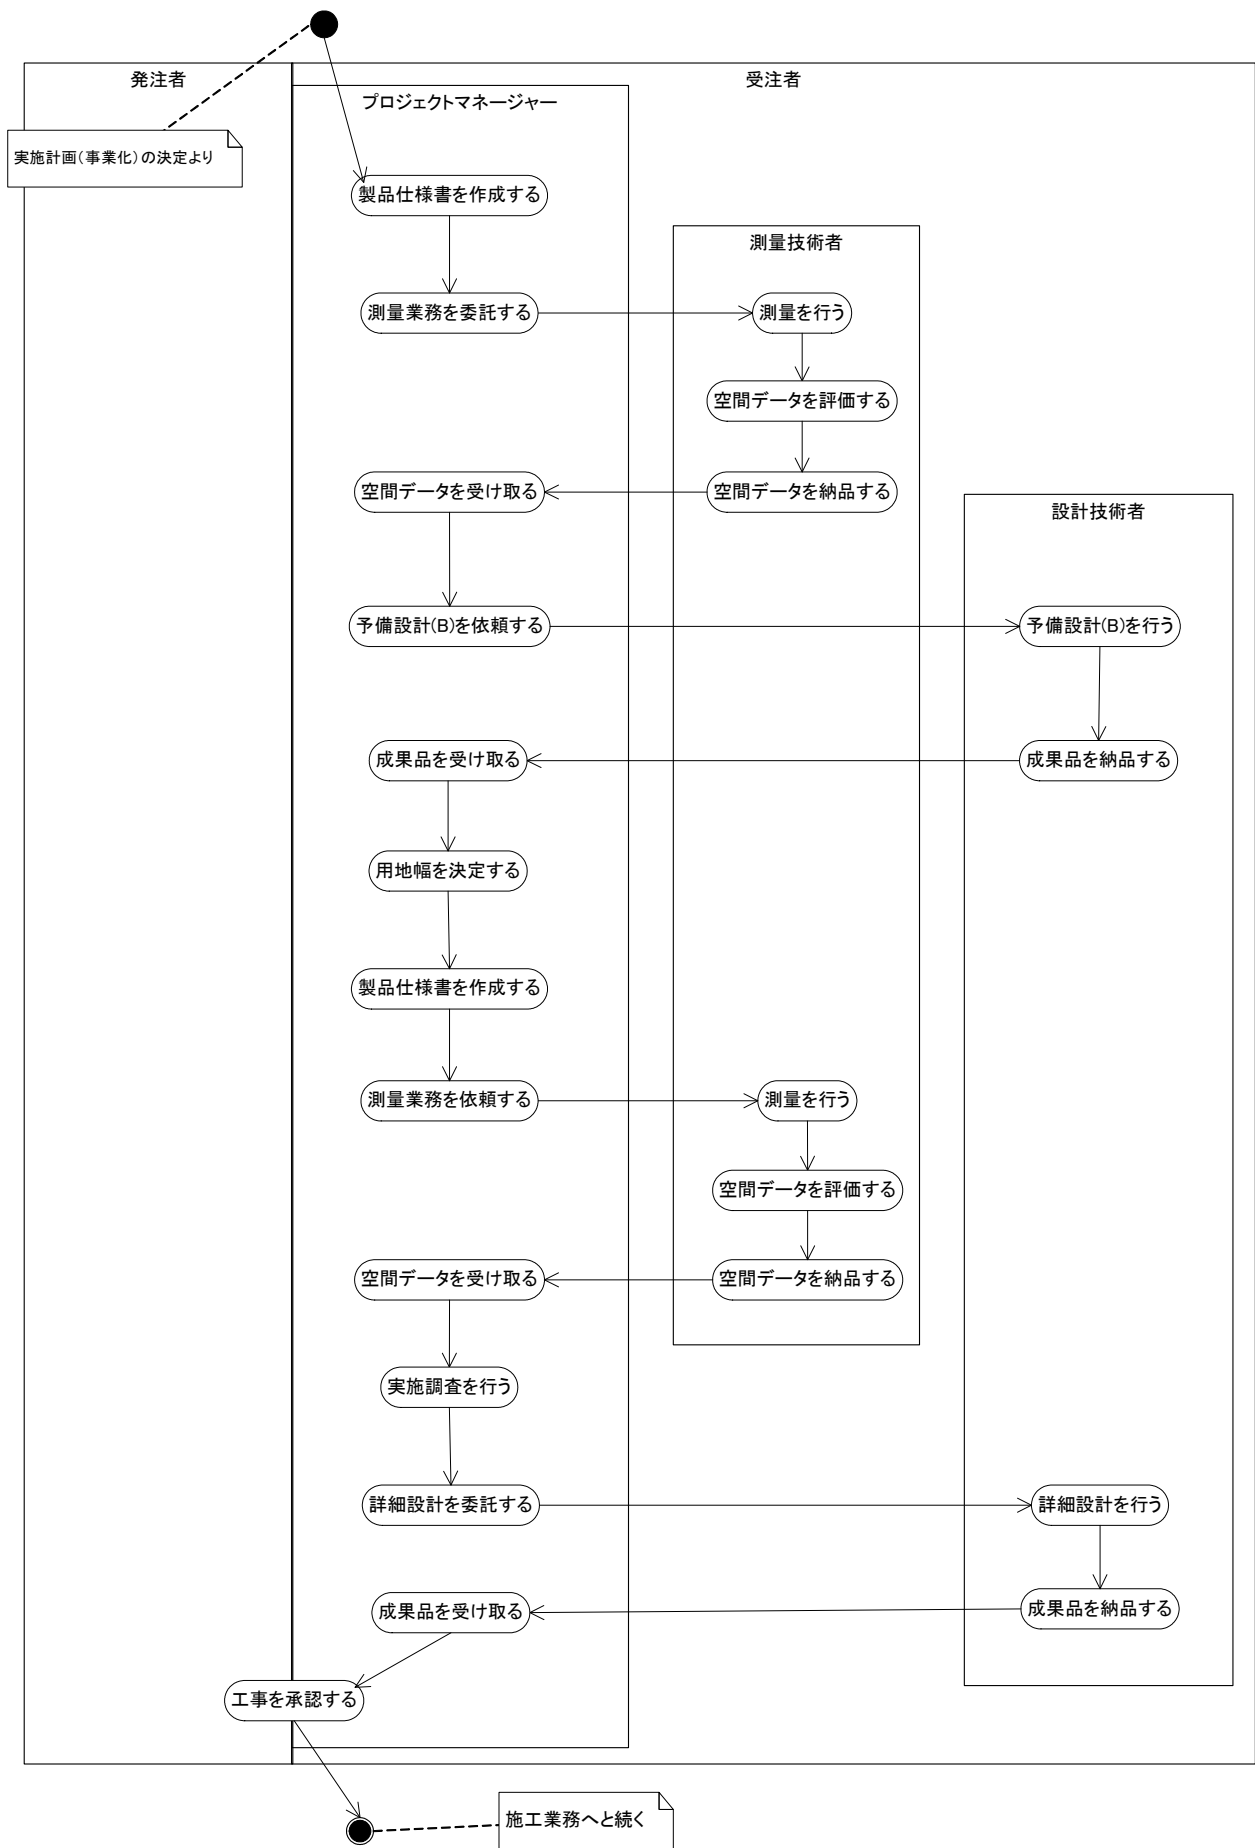 発注者
受注者
プロジェクトマネージャー
実施計画（事業化）の決定より
製品仕様書を作成する
測量技術者
測量業務を委託する
測量を行う
空間データを評価する
空間データを受け取る
空間データを納品する
設計技術者
予備設計(B)を依頼する
予備設計(B)を行う
成果品を受け取る
成果品を納品する
用地幅を決定する
製品仕様書を作成する
測量業務を依頼する
測量を行う
空間データを評価する
空間データを受け取る
空間データを納品する
実施調査を行う
詳細設計を委託する
詳細設計を行う
成果品を受け取る
成果品を納品する
工事を承認する
施工業務へと続く